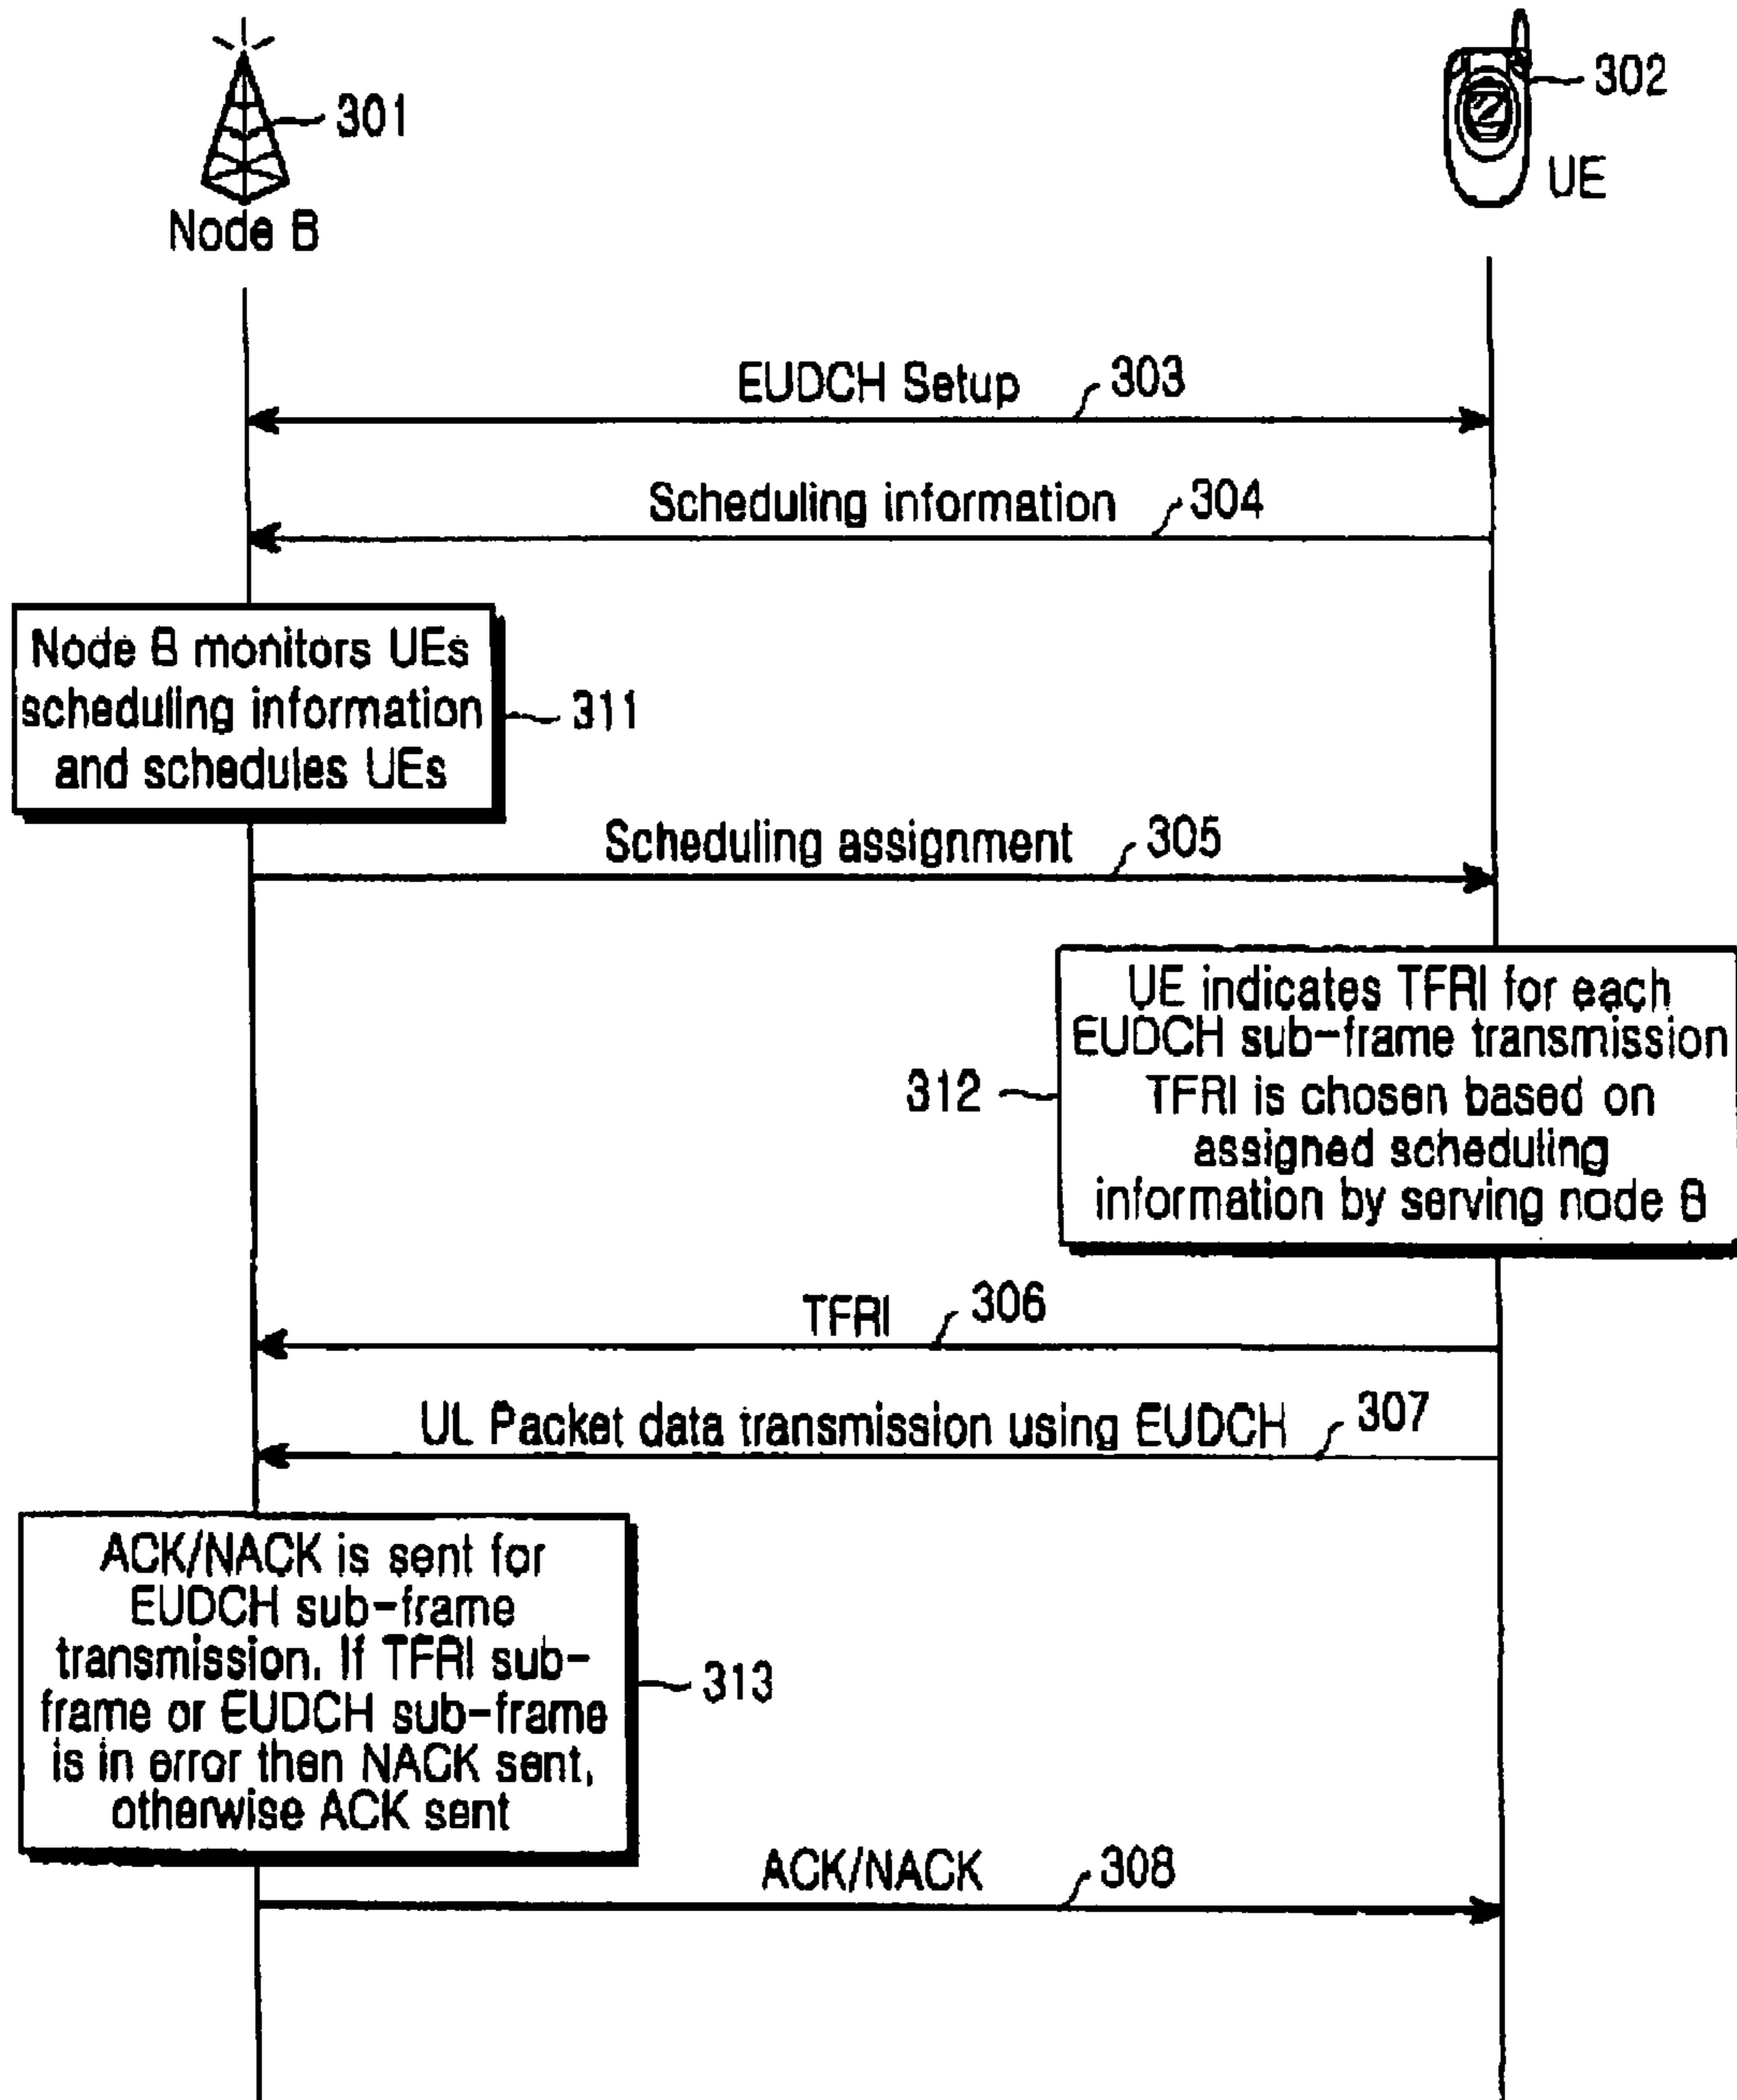 301
302
UE
Node B
EUDCH Setup 303
Scheduling information 304
Node B monitors UEs
scheduling information
and schedules UEs
311
Scheduling assignment 305
UE indicates TFRI for each
EUDCH sub-frame transmission
TFRI is chosen based on
assigned scheduling
information by serving node B
312
TFRI 306
UL Packet data transmission using EUDCH 307
ACK/NACK is sent for
EUDCH sub-frame
transmission. If TFRI sub-
frame or EUDCH sub-frame
is in error then NACK sent,
otherwise ACK sent
313
ACK/NACK 308